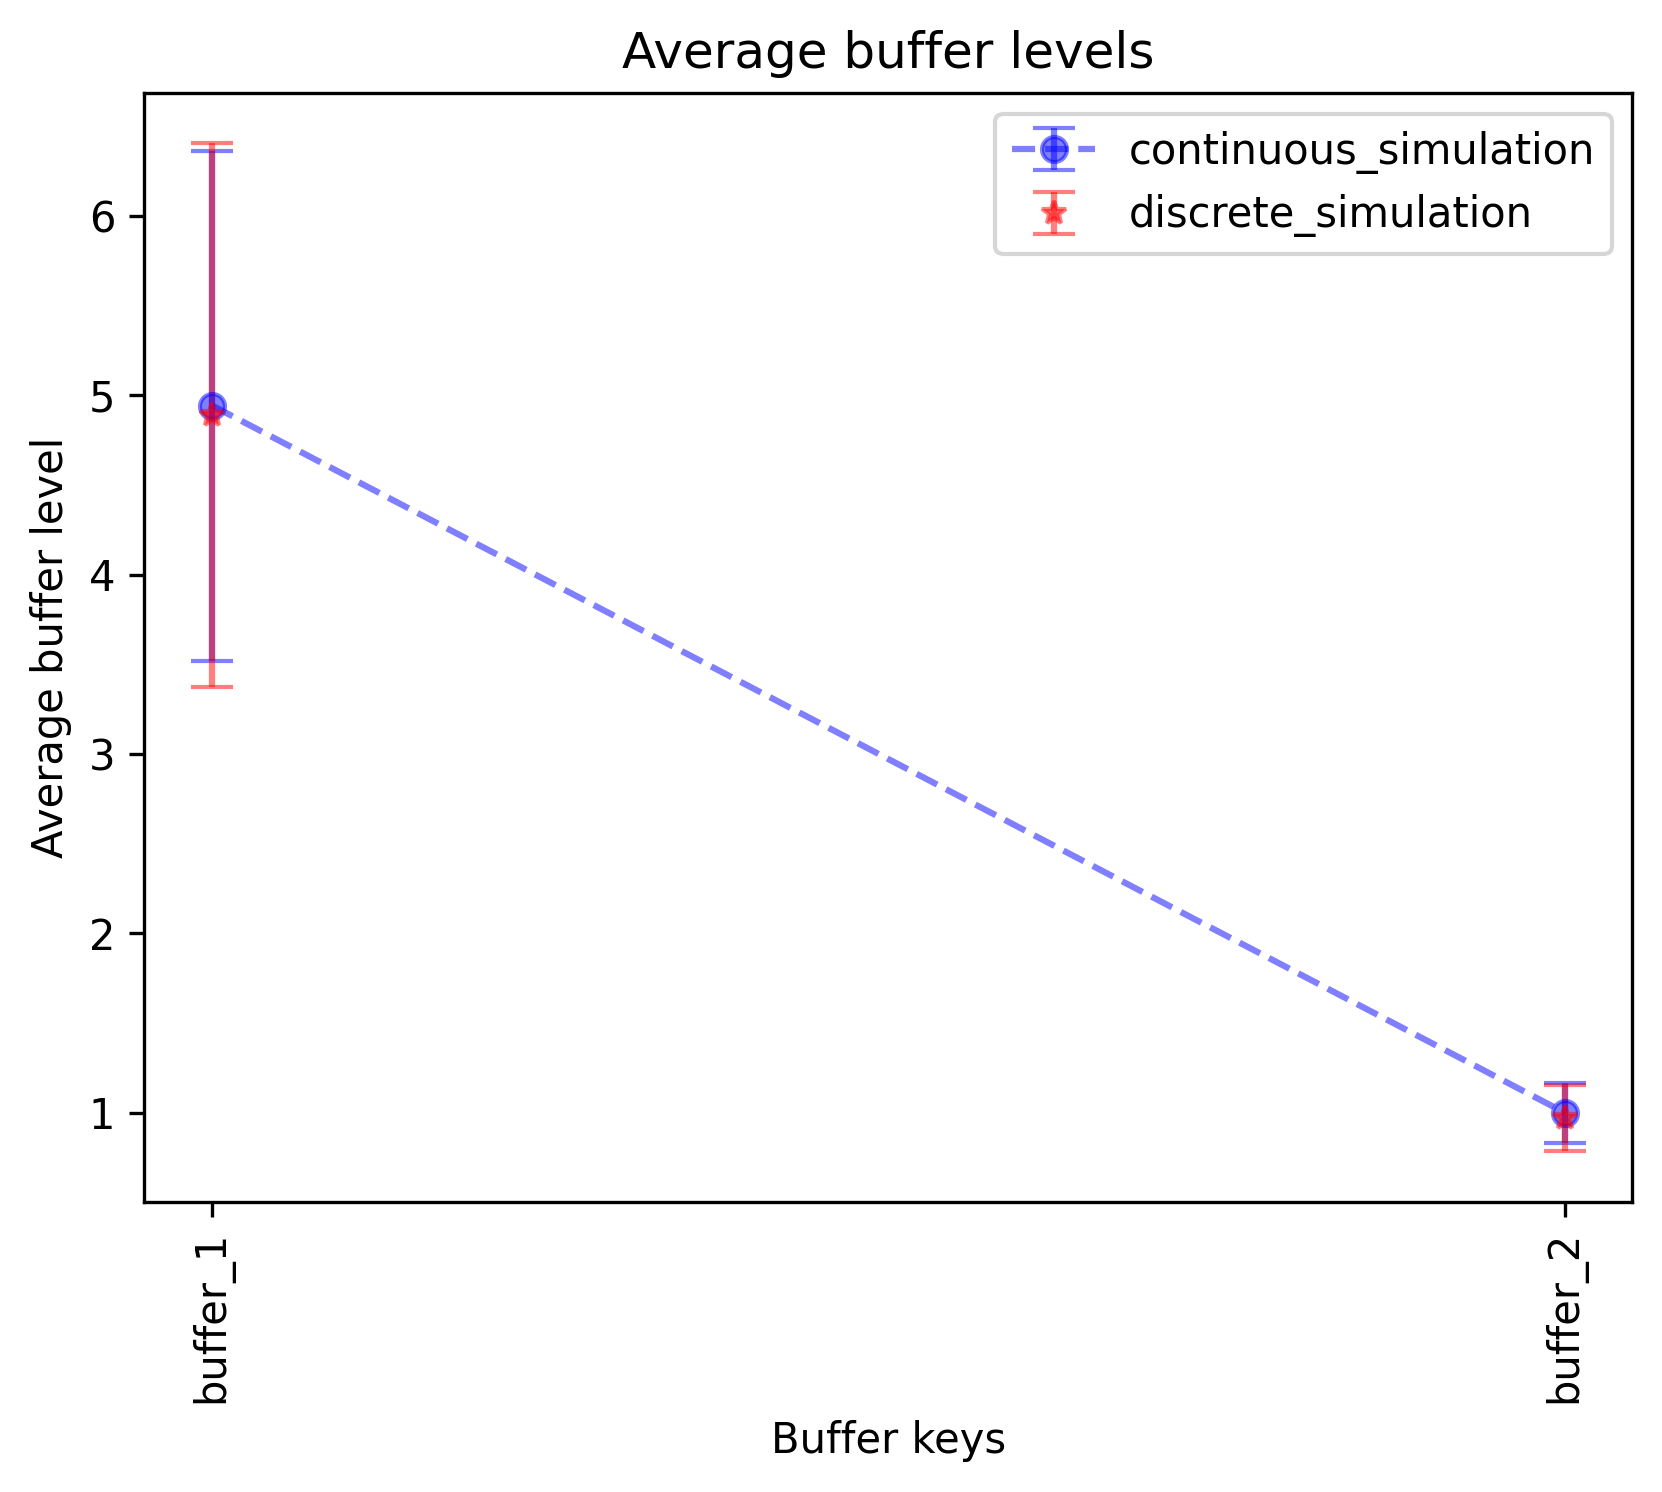 Average buffer levels
continuous_simulation
discrete_simulation
Average buffer level
6
5
4
3
2
1
buffer_1
buffer_2
Buffer keys